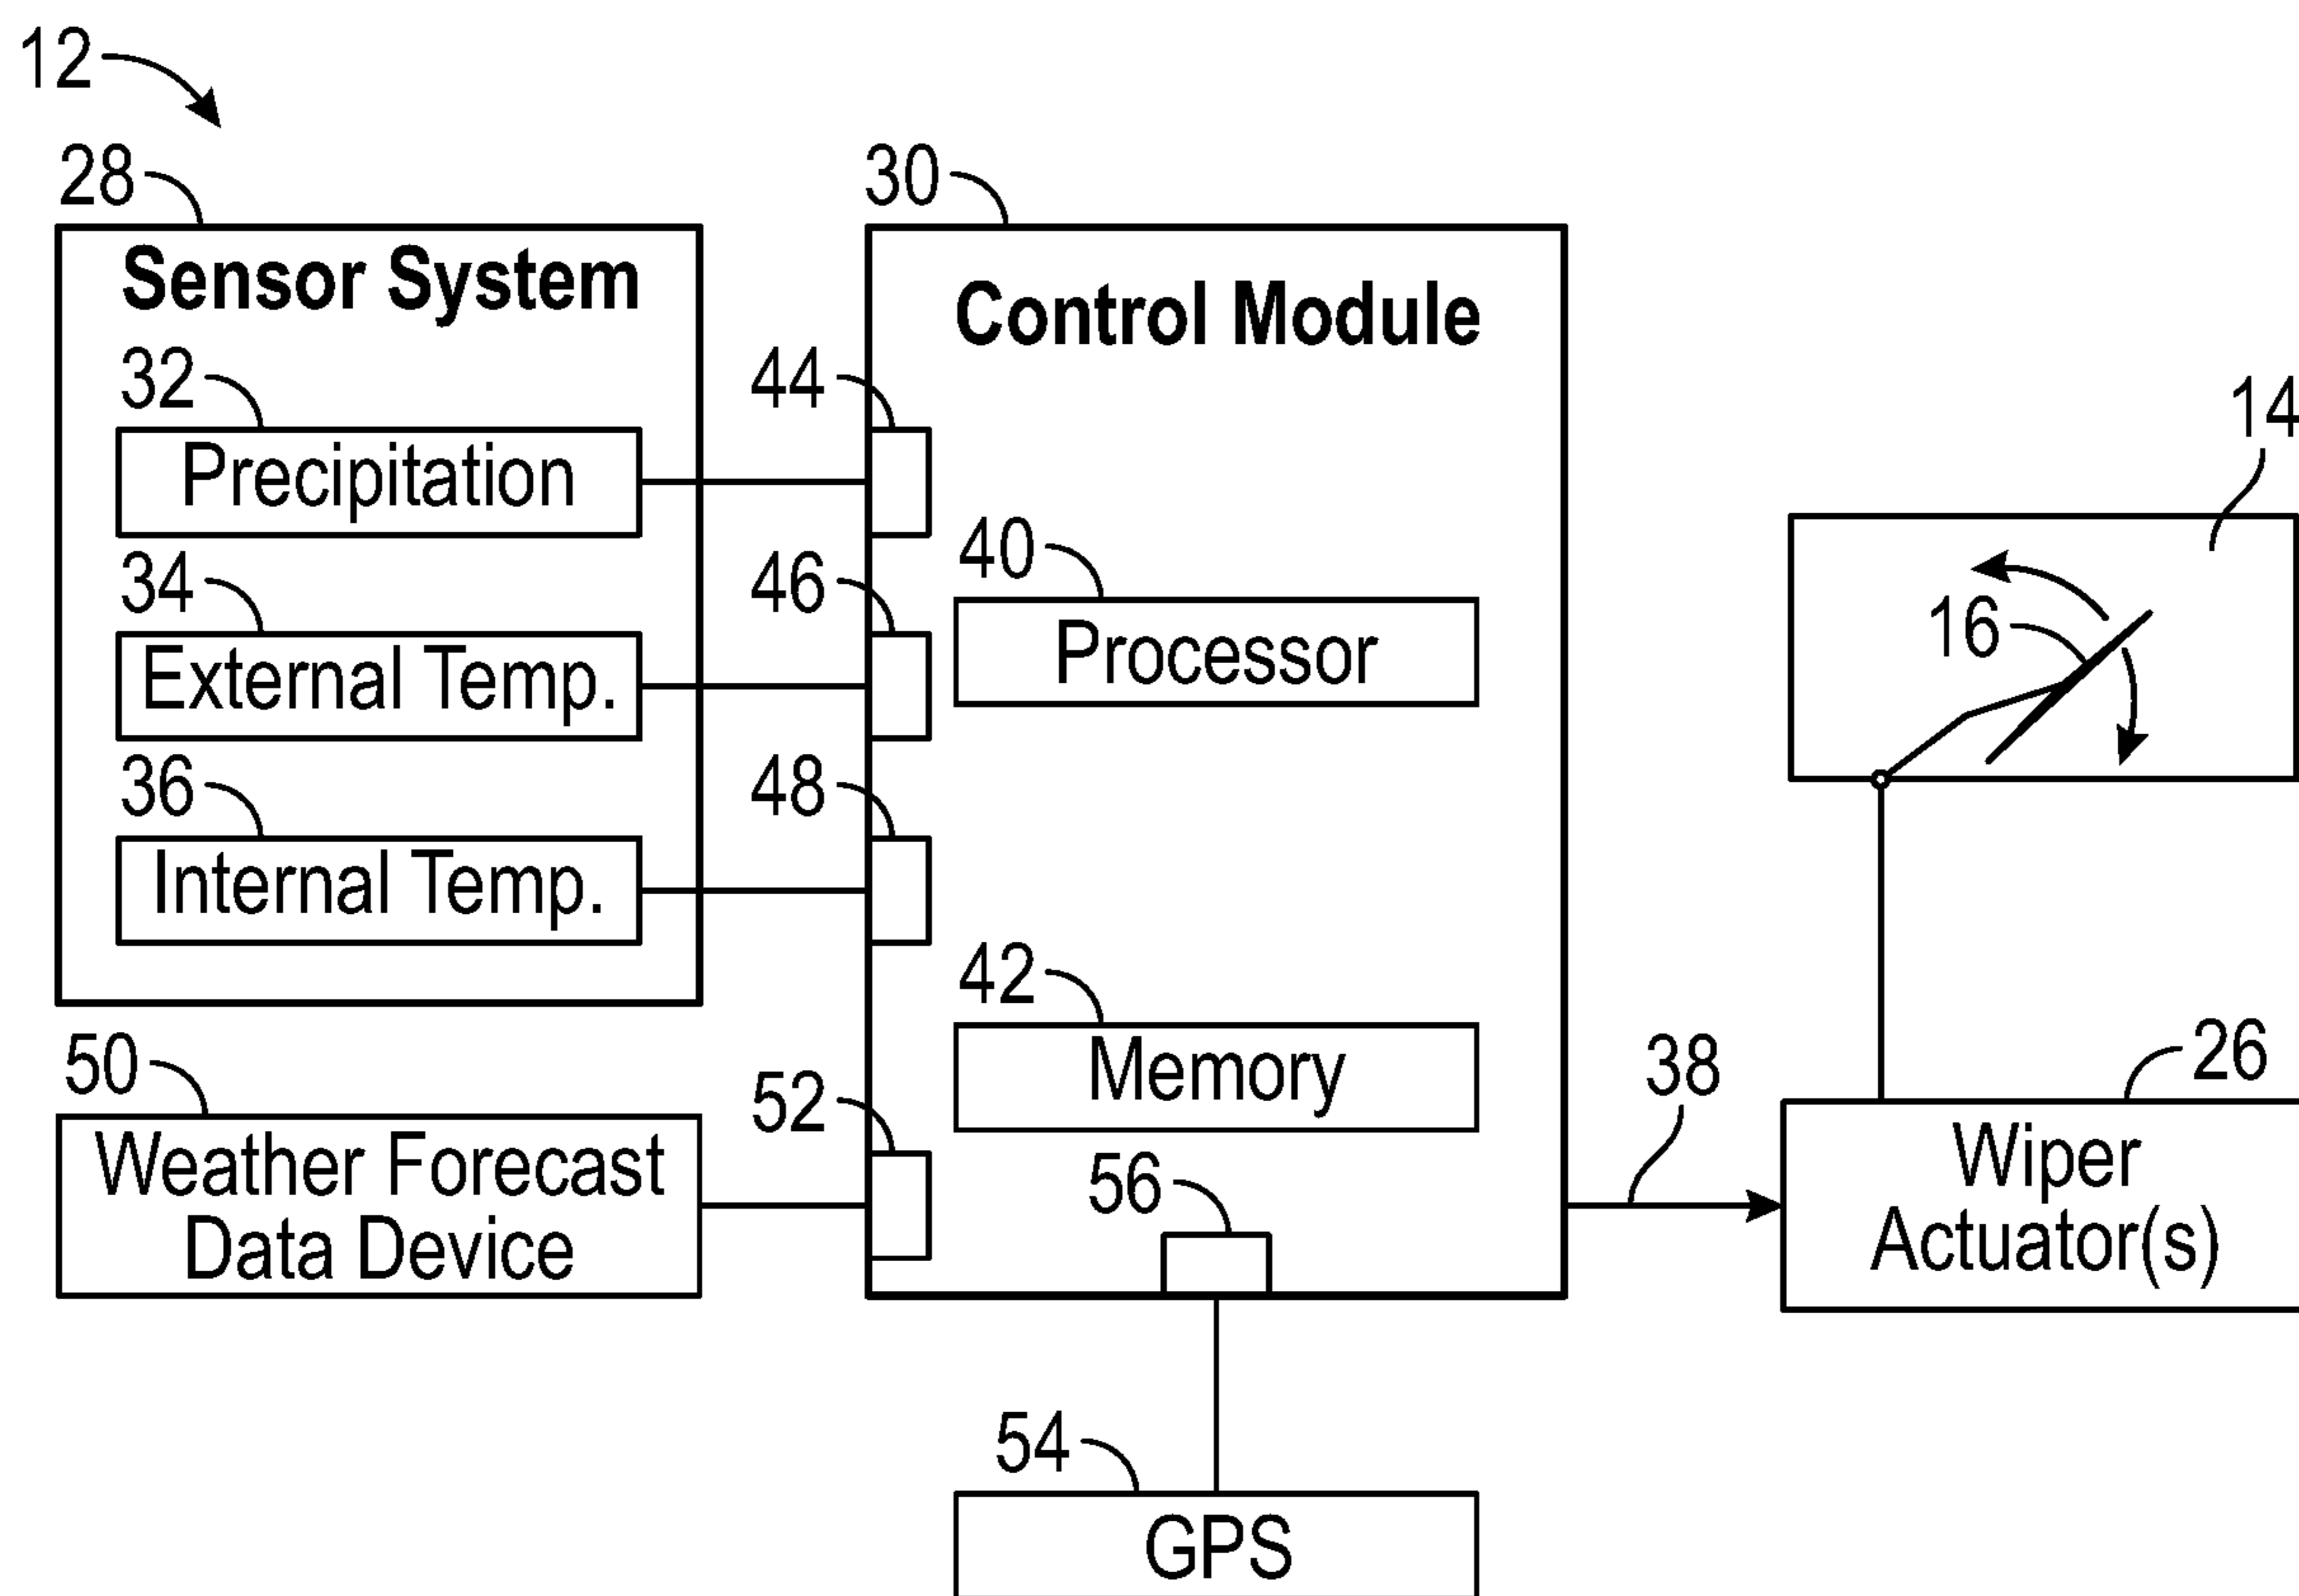 12
28
Sensor System
32
Precipitation
34
External Temp.
36
Internal Temp.
50
Weather Forecast
Data Device
30
Control Module
44
46
48
52
40
Processor
42
Memory
56
54
GPS
38
14
16
26
Wiper
Actuator(s)